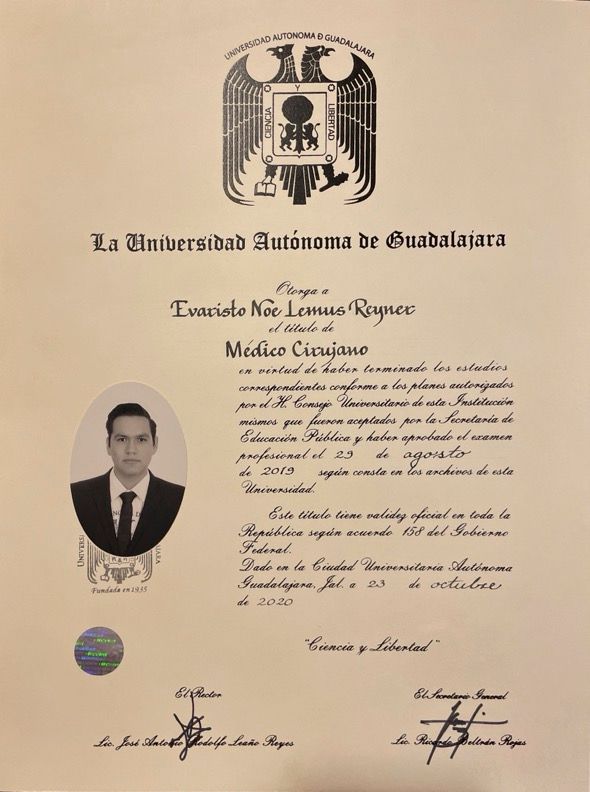 UNIVERSIDAD AUTONOMA Đ GUADALAJARA
Y
CIENCIA
LIBERTAD
La Universidad Autónoma de Guadalajara
Otorga a
Evaristo Noe Lemus Reyner
el título de
Médico Cirujano
en virtud de haber terminado los estudios
correspondientes conforme a los planes autorizados
por el H. Consejo Universitario de esta Institución
mismos que fueron aceptados por la Secretaría de
Educación Pública y haber aprobado el examen
profesional el 29 de agosto
de 2019 según consta en los archivos de esta
Universidad.
Este título tiene validez oficial en toda la
República según acuerdo 158 del Gobierno
Federal.
Dado en la Ciudad Universitaria Autónoma
Guadalajara, Jal. a 23 de octubre
de 2020
Fundada en 1935
"Ciencia y Libertad"
El Rector
Lic. José Antonio Rodolfo Leaño Reyes
El Secretario General
Lic. Ricardo Beltrán Rojas